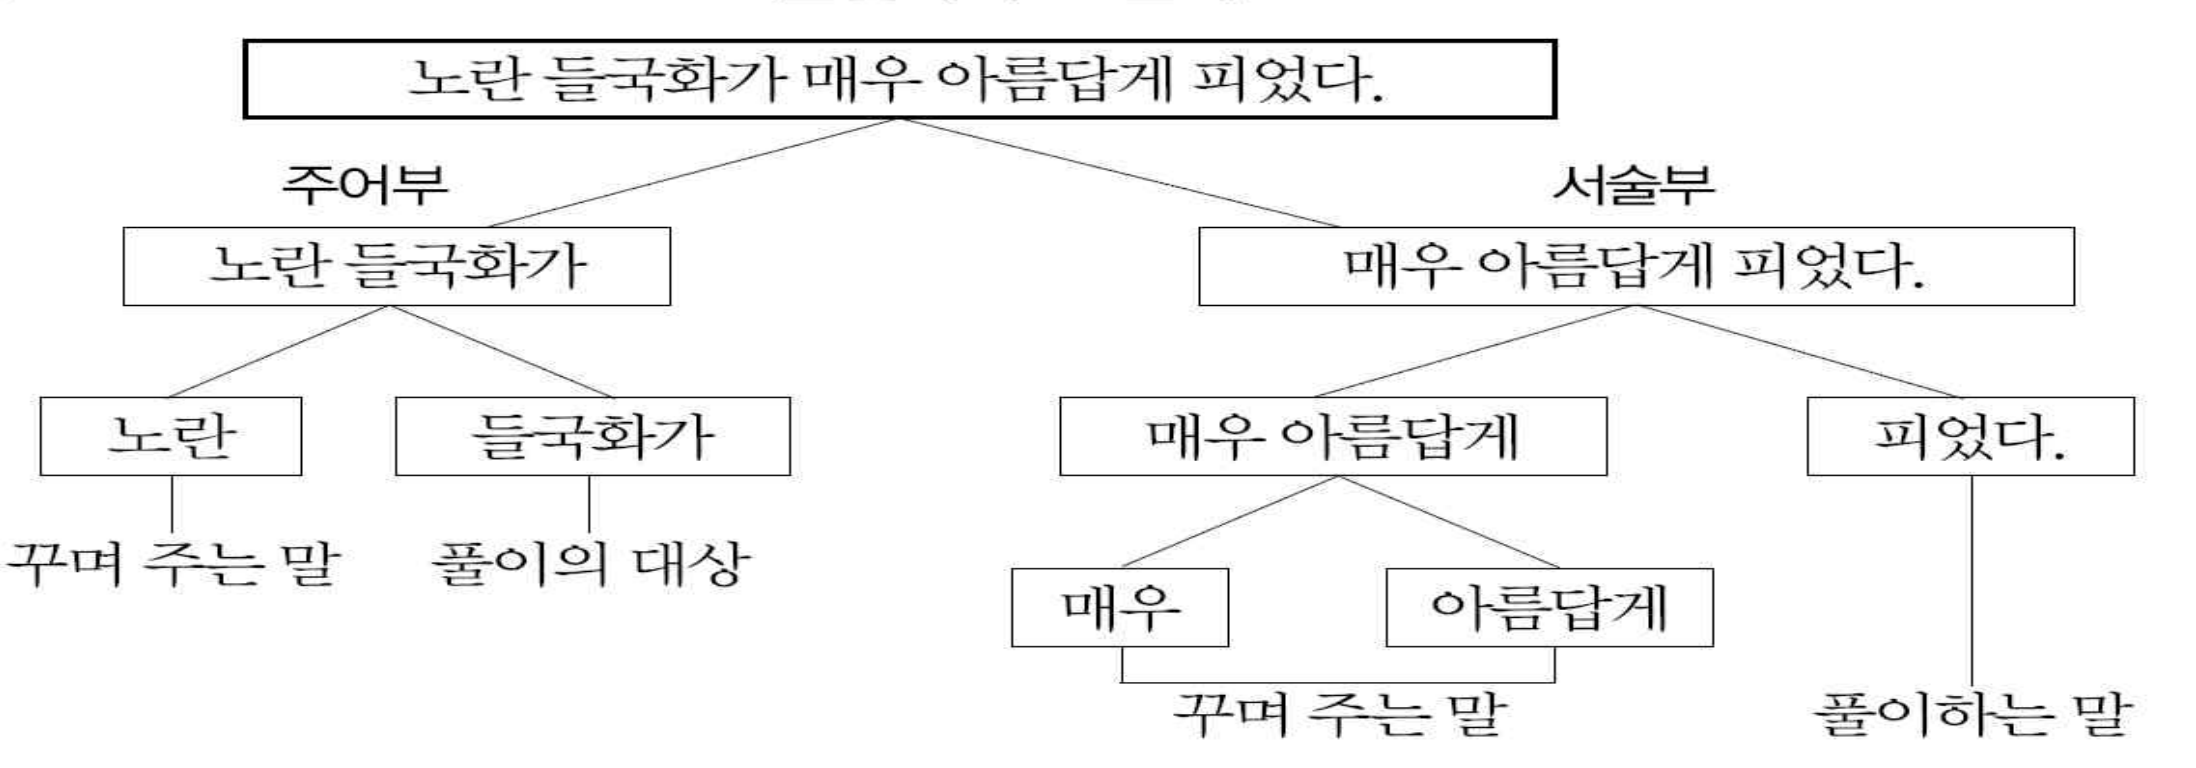 노란 들국화가 매우 아름답게 피었다.
주어부 서술부
노란 들국화가 매우 아름답게 피었다.
노란 들국화가 매우 아름답게 피었다.
꾸며 주는 말 풀이의 대상
매우 아름답게
꾸며 주는 말 풀이하는 말